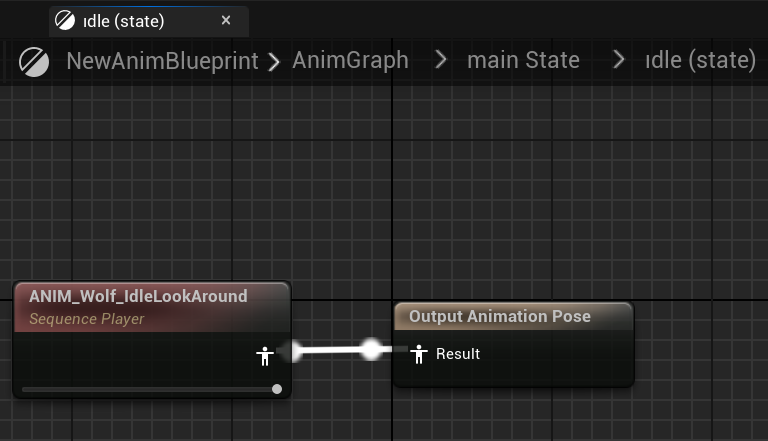 ıdle (state) ×
NewAnimBlueprint > AnimGraph > main State > ıdle (state)
ANIM_Wolf_IdleLookAround
Sequence Player
Output Animation Pose
Result